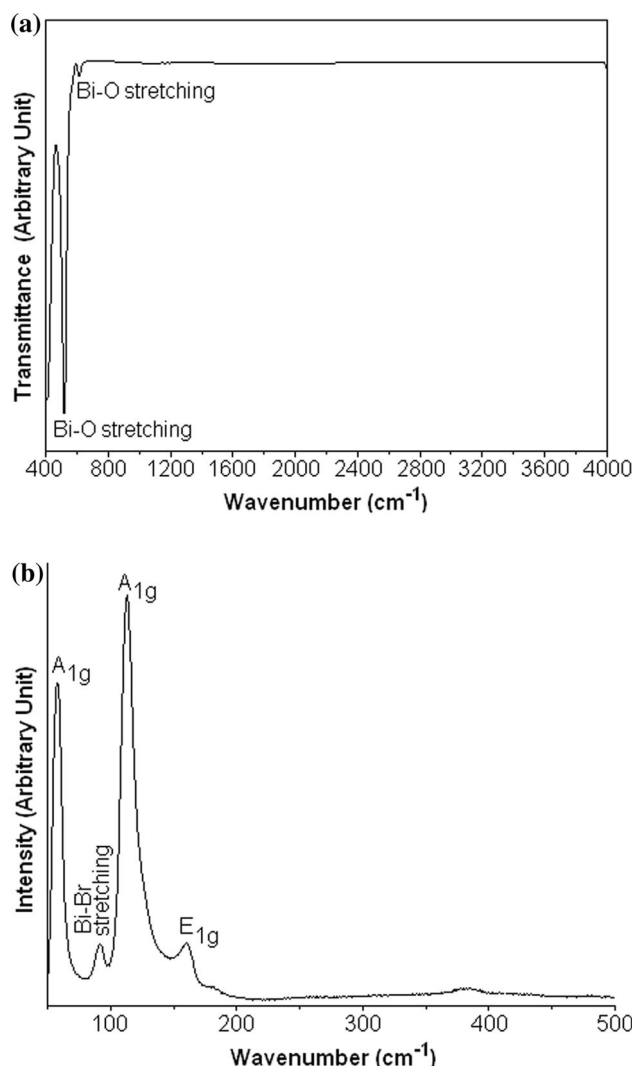 (a)
Transmittance (Arbitrary Unit)
Bi-O stretching
Bi-O stretching
400 800 1200 1600 2000 2400 2800 3200 3600 4000
Wavenumber (cm-1)
(b)
Intensity (Arbitrary Unit)
A1g
A1g
Bi-Br
stretching
E1g
100 200 300 400 500
Wavenumber (cm-1)